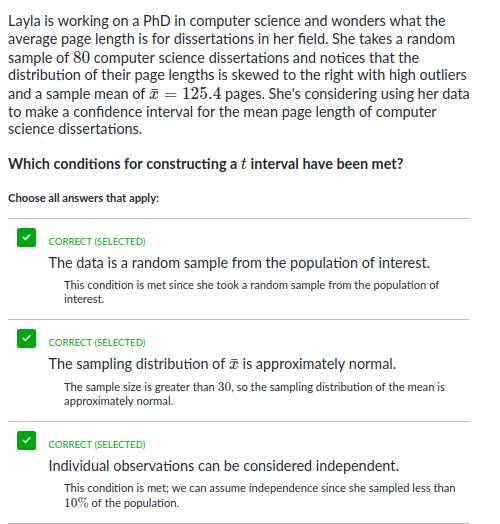 Layla is working on a PhD in computer science and wonders what the
average page length is for dissertations in her field. She takes a random
sample of 80 computer science dissertations and notices that the
distribution of their page lengths is skewed to the right with high outliers
and a sample mean of x̄ = 125.4 pages. She's considering using her data
to make a confidence interval for the mean page length of computer
science dissertations.
Which conditions for constructing a t interval have been met?
Choose all answers that apply:
CORRECT (SELECTED)
The data is a random sample from the population of interest.
This condition is met since she took a random sample from the population of
interest.
CORRECT (SELECTED)
The sampling distribution of x̄ is approximately normal.
The sample size is greater than 30, so the sampling distribution of the mean is
approximately normal.
CORRECT (SELECTED)
Individual observations can be considered independent.
This condition is met; we can assume independence since she sampled less than
10% of the population.